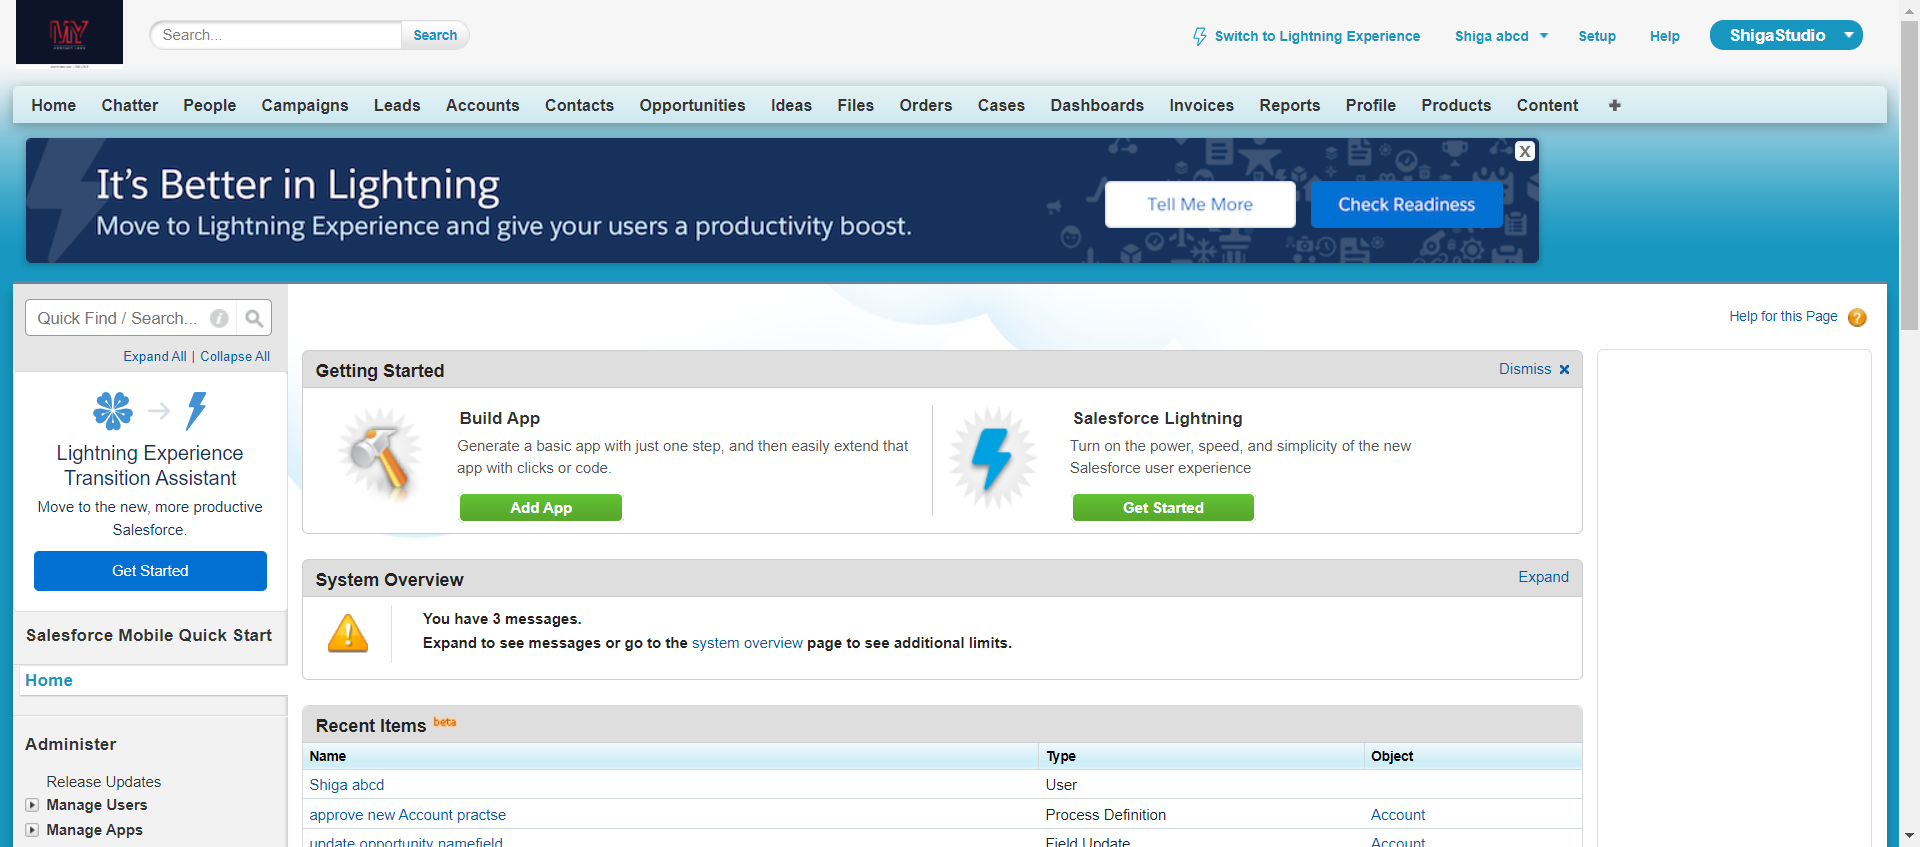 MY
Search...
Search
Switch to Lightning Experience
Shiga abcd
Setup
Help
ShigaStudio
Home Chatter People Campaigns Leads Accounts Contacts Opportunities Ideas Files Orders Cases Dashboards Invoices Reports Profile Products Content +
It's Better in Lightning
Move to Lightning Experience and give your users a productivity boost.
Tell Me More
Check Readiness
X
Quick Find / Search...
Expand All | Collapse All
Lightning Experience
Transition Assistant
Move to the new, more productive
Salesforce.
Get Started
Salesforce Mobile Quick Start
Home
Administer
Release Updates
Manage Users
Manage Apps
Help for this Page ?
Getting Started
Dismiss
Build App
Generate a basic app with just one step, and then easily extend that
app with clicks or code.
Add App
Salesforce Lightning
Turn on the power, speed, and simplicity of the new
Salesforce user experience
Get Started
System Overview
Expand
You have 3 messages.
Expand to see messages or go to the system overview page to see additional limits.
Recent Items beta
Name Type Object
Shiga abcd User
approve new Account practse Process Definition Account
update opportunity namefield Field Update Account